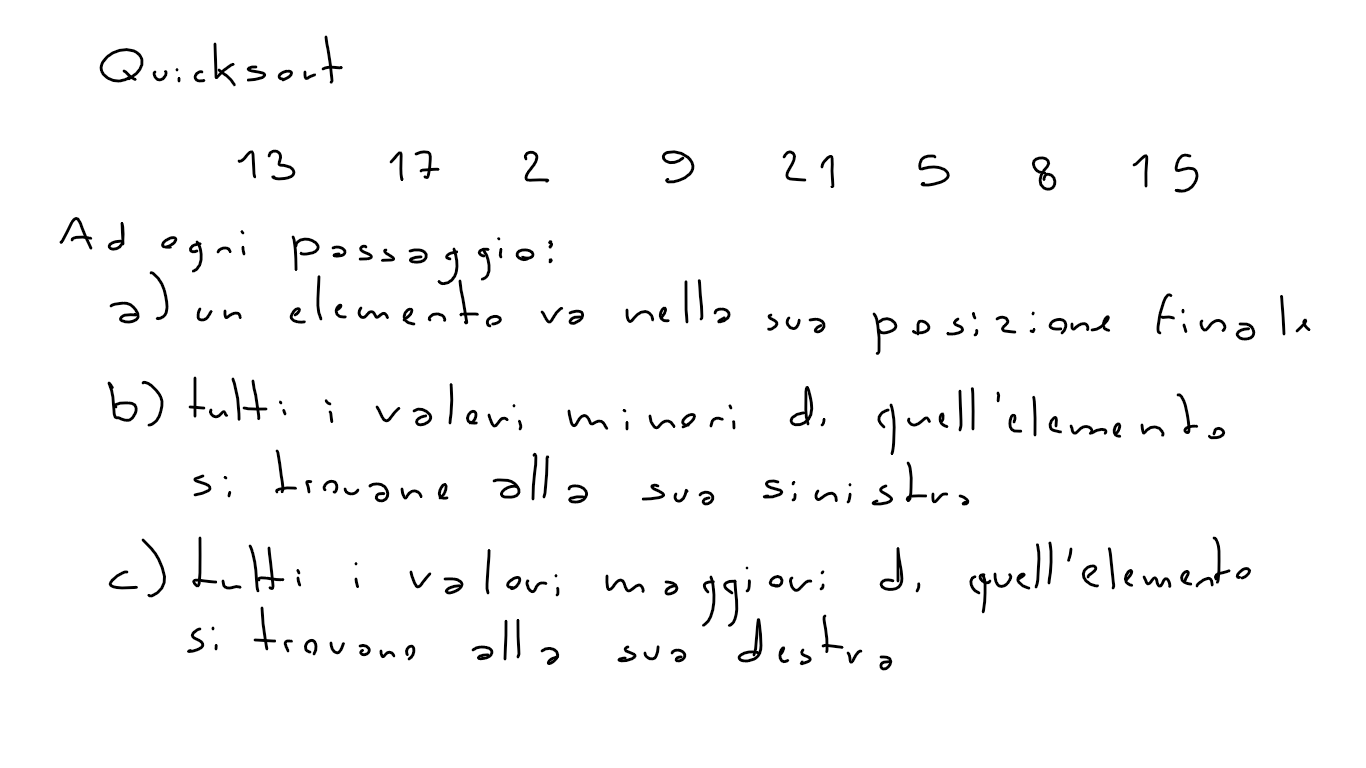 Quicksort
13 17 2 9 21 5 8 15
Ad ogni passaggio:
a) un elemento va nella sua posizione finale
b) tutti i valori minori di quell'elemento
si trovano alla sua sinistra
c) tutti i valori maggiori di quell'elemento
si trovano alla sua destra